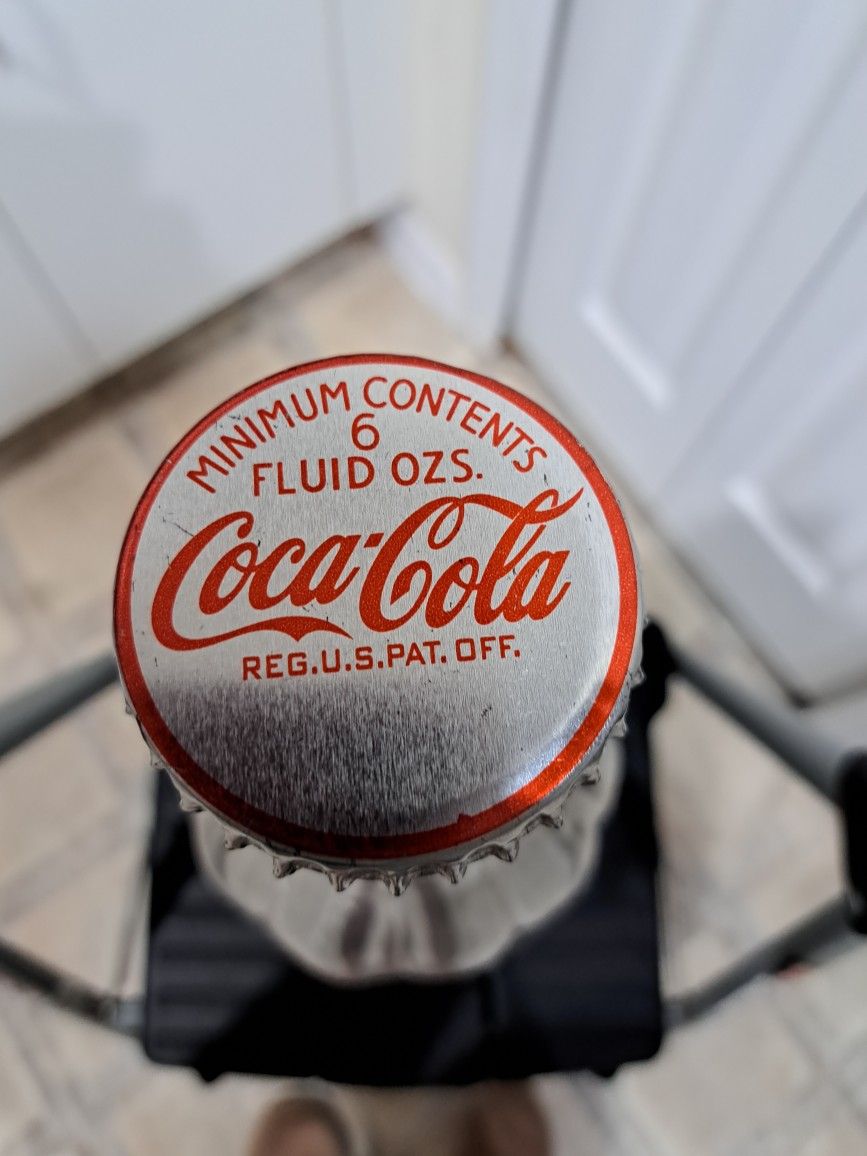 MINIMUM CONTENTS
6
FLUID OZS.
Coca-Cola
REG.U.S.PAT. OFF.